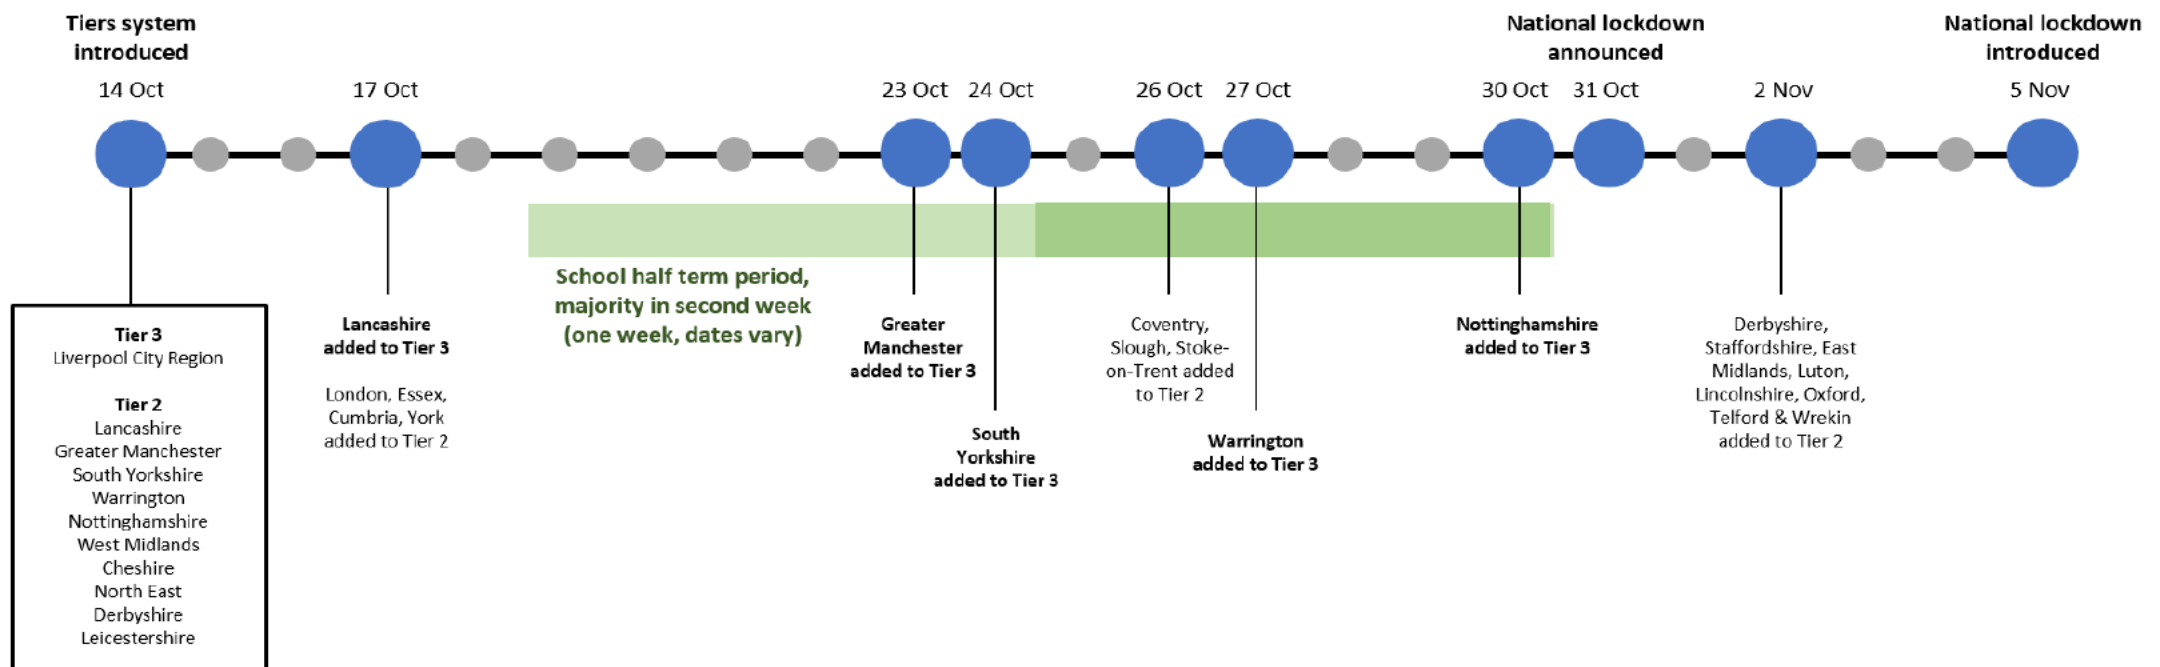 Tiers system
introduced
14 Oct
17 Oct
23 Oct
24 Oct
26 Oct
27 Oct
30 Oct
National lockdown
announced
31 Oct
2 Nov
National lockdown
introduced
5 Nov
School half term period,
majority in second week
(one week, dates vary)
Tier 3
Liverpool City Region
Tier 2
Lancashire
Greater Manchester
South Yorkshire
Warrington
Nottinghamshire
West Midlands
Cheshire
North East
Derbyshire
Leicestershire
Lancashire
added to Tier 3
London, Essex,
Cumbria, York
added to Tier 2
Greater
Manchester
added to Tier 3
South
Yorkshire
added to Tier 3
Coventry,
Slough, Stoke-
on-Trent added
to Tier 2
Warrington
added to Tier 3
Nottinghamshire
added to Tier 3
Derbyshire,
Staffordshire, East
Midlands, Luton,
Lincolnshire, Oxford,
Telford & Wrekin
added to Tier 2